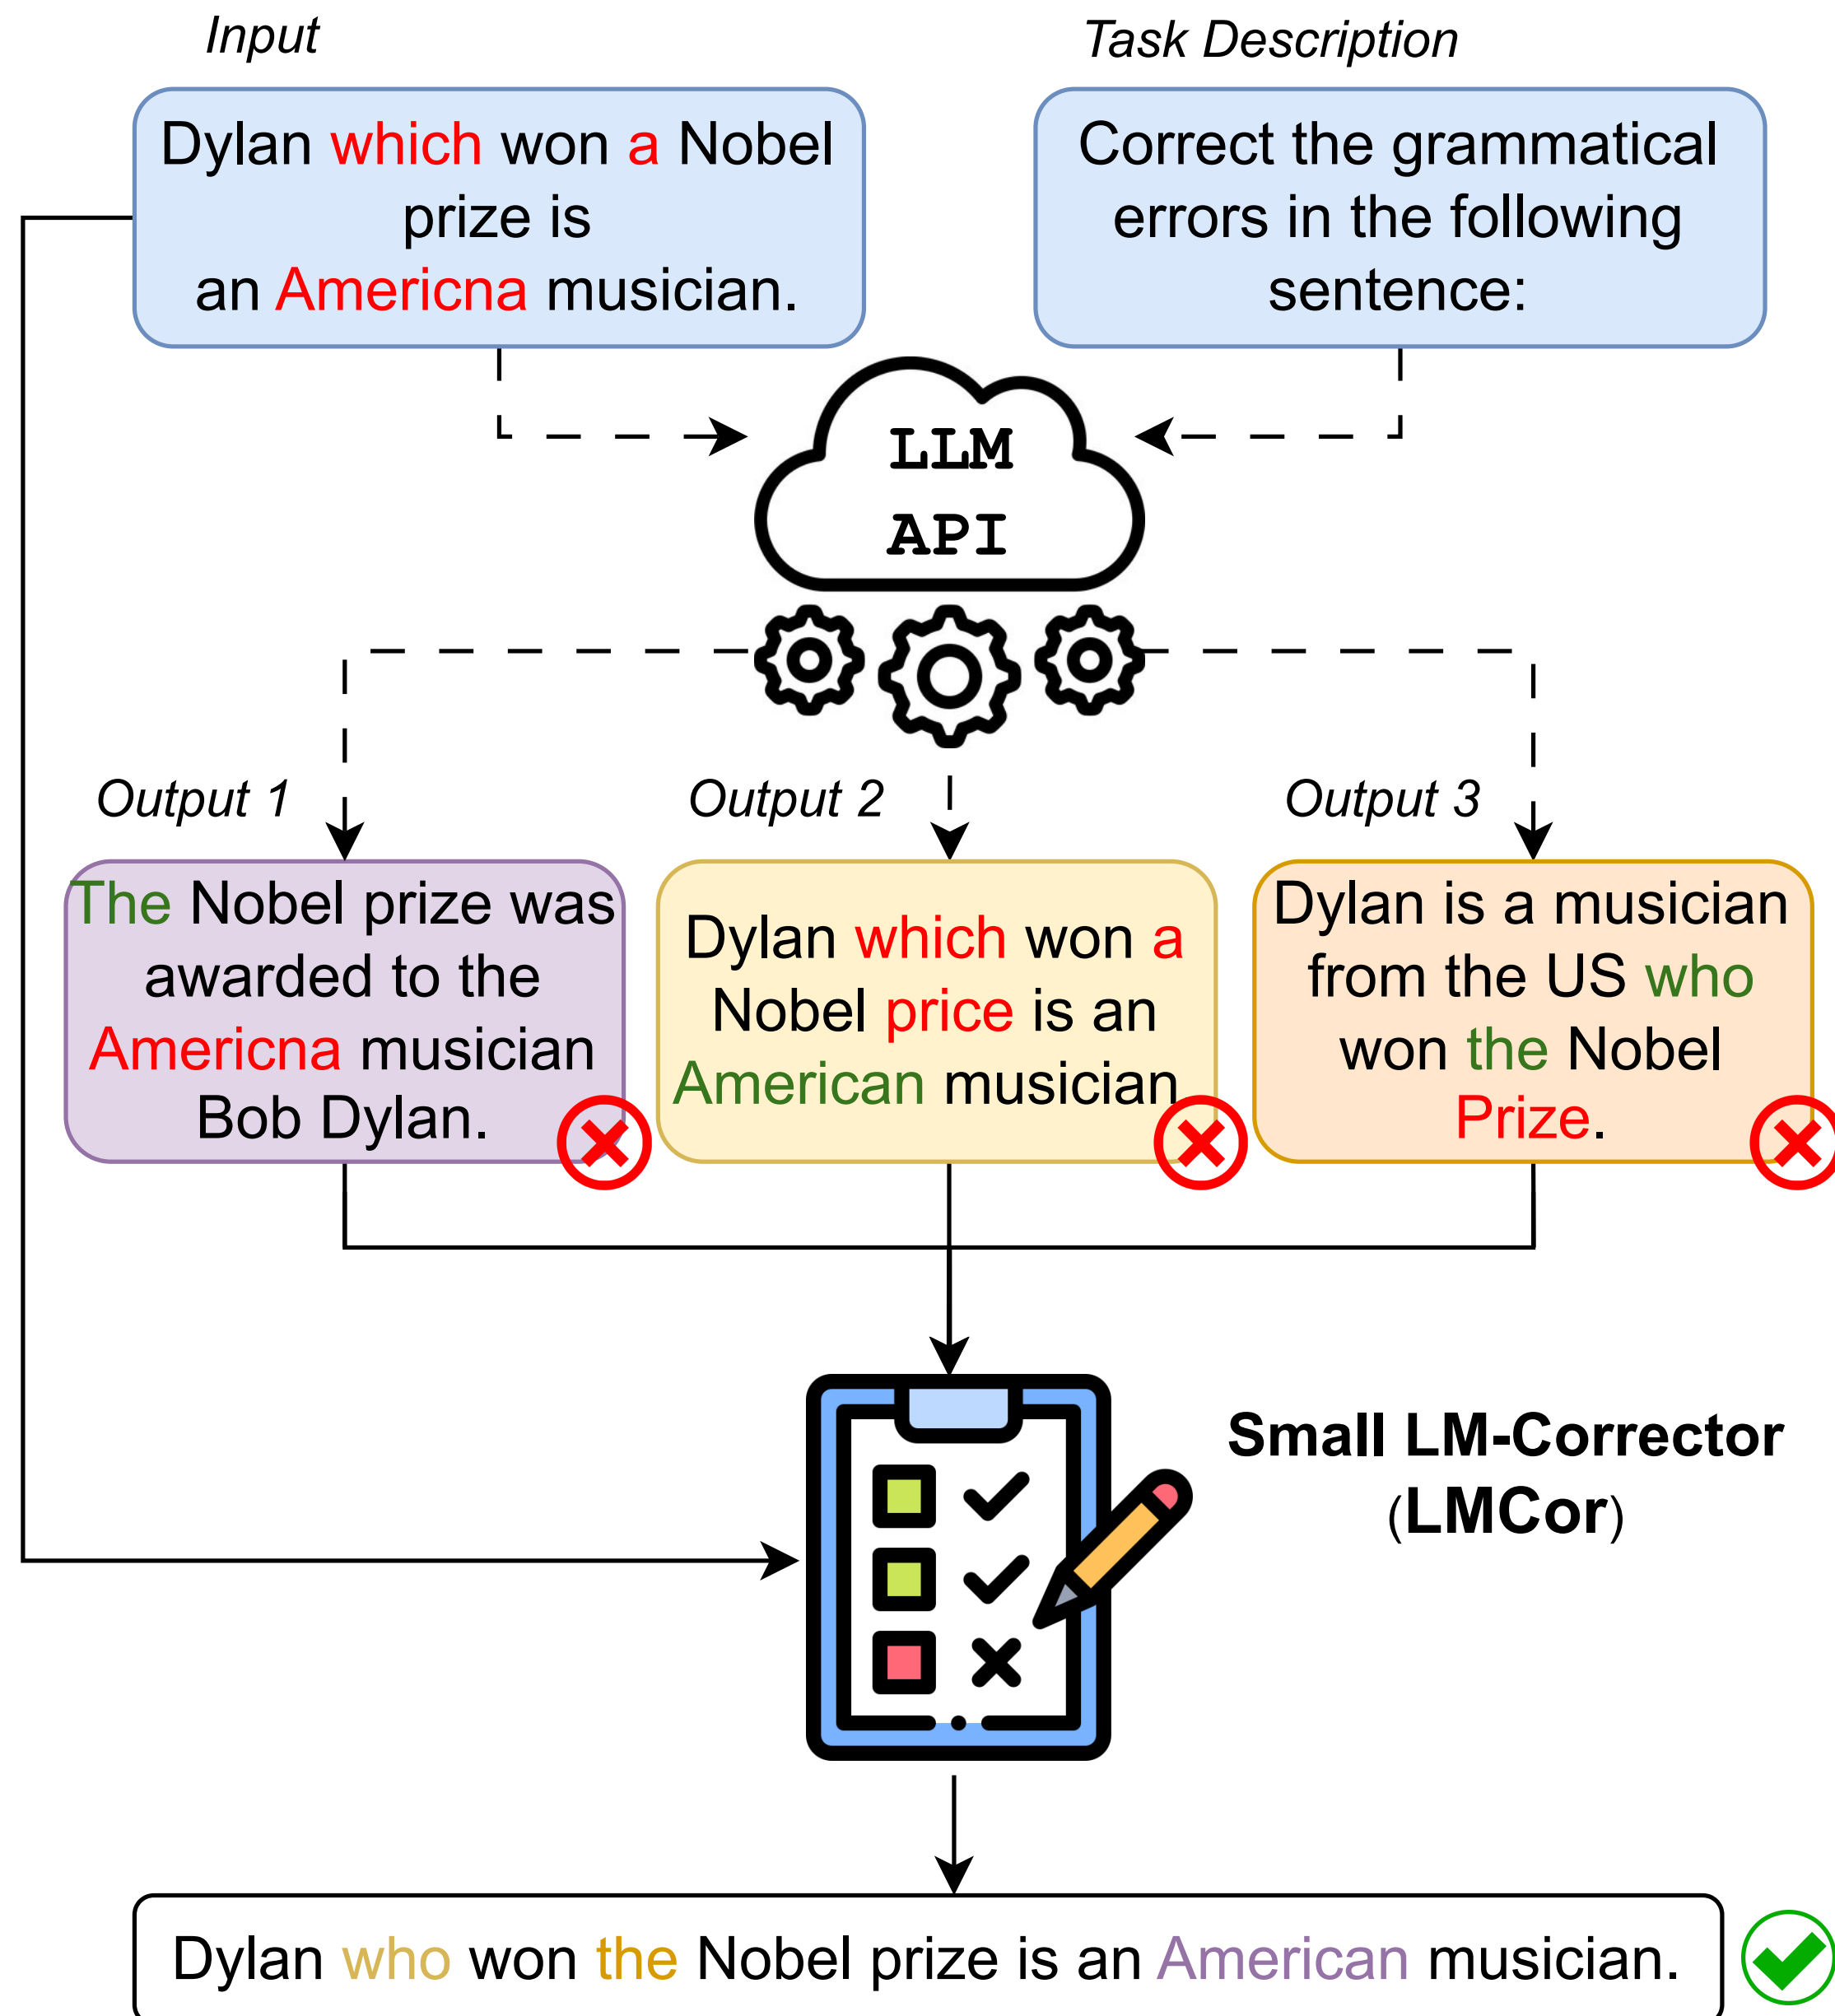 Input
Task Description
Dylan which won a Nobel
prize is
an Americna musician.
Correct the grammatical
errors in the following
sentence:
LLM
API
Output 1
Output 2
Output 3
The Nobel prize was
awarded to the
Americna musician
Bob Dylan.
Dylan which won a
Nobel price is an
American musician
Dylan is a musician
from the US who
won the Nobel
Prize.
Small LM-Corrector
(LMCor)
Dylan who won the Nobel prize is an American musician.